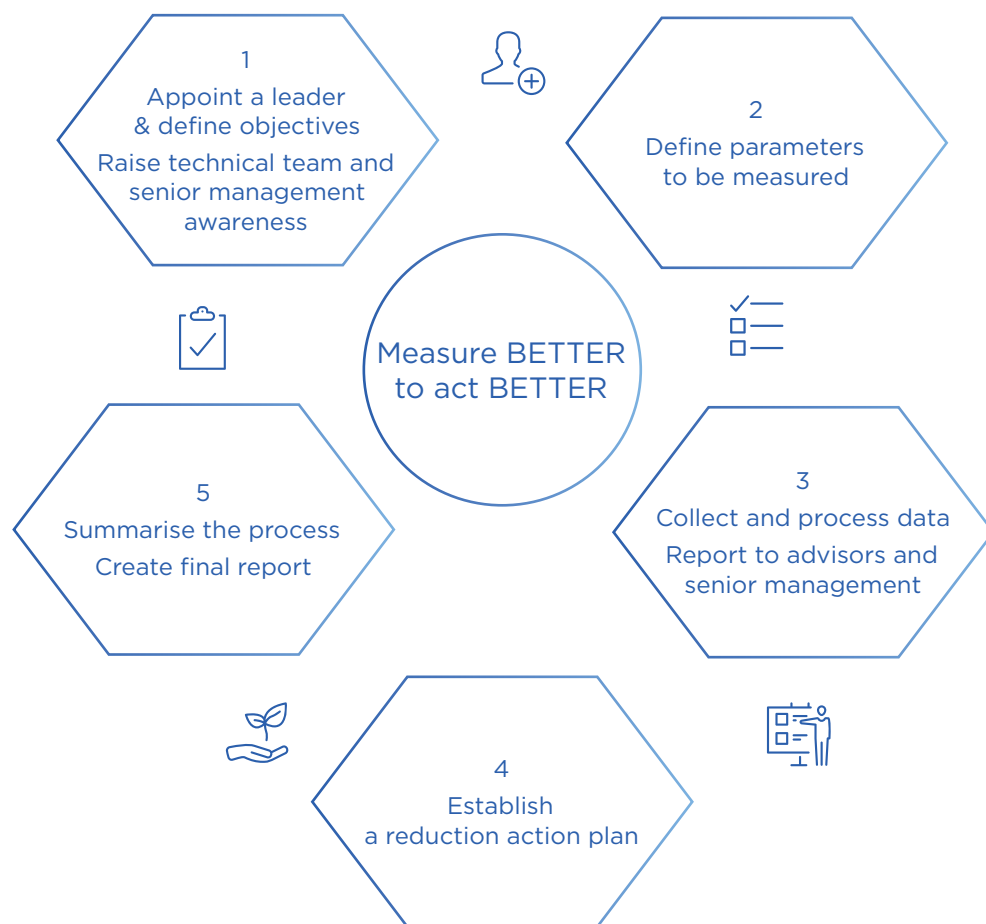 1
Appoint a leader
& define objectives
Raise technical team and
senior management
awareness
2
Define parameters
to be measured
Measure BETTER
to act BETTER
3
Collect and process data
Report to advisors and
senior management
4
Establish
a reduction action plan
5
Summarise the process
Create final report